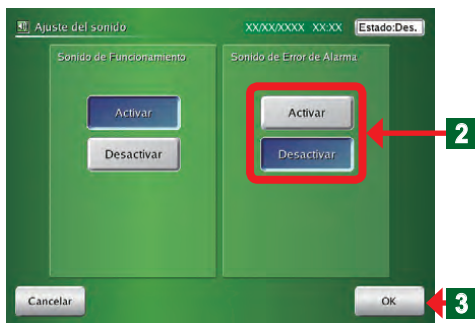 Ajuste del sonido XX/XX/XXXX XX:XX Estado:Des.
Sonido de Funcionamiento Sonido de Error de Alarma
Activar Activar
Desactivar Desactivar
2
Cancelar OK 3